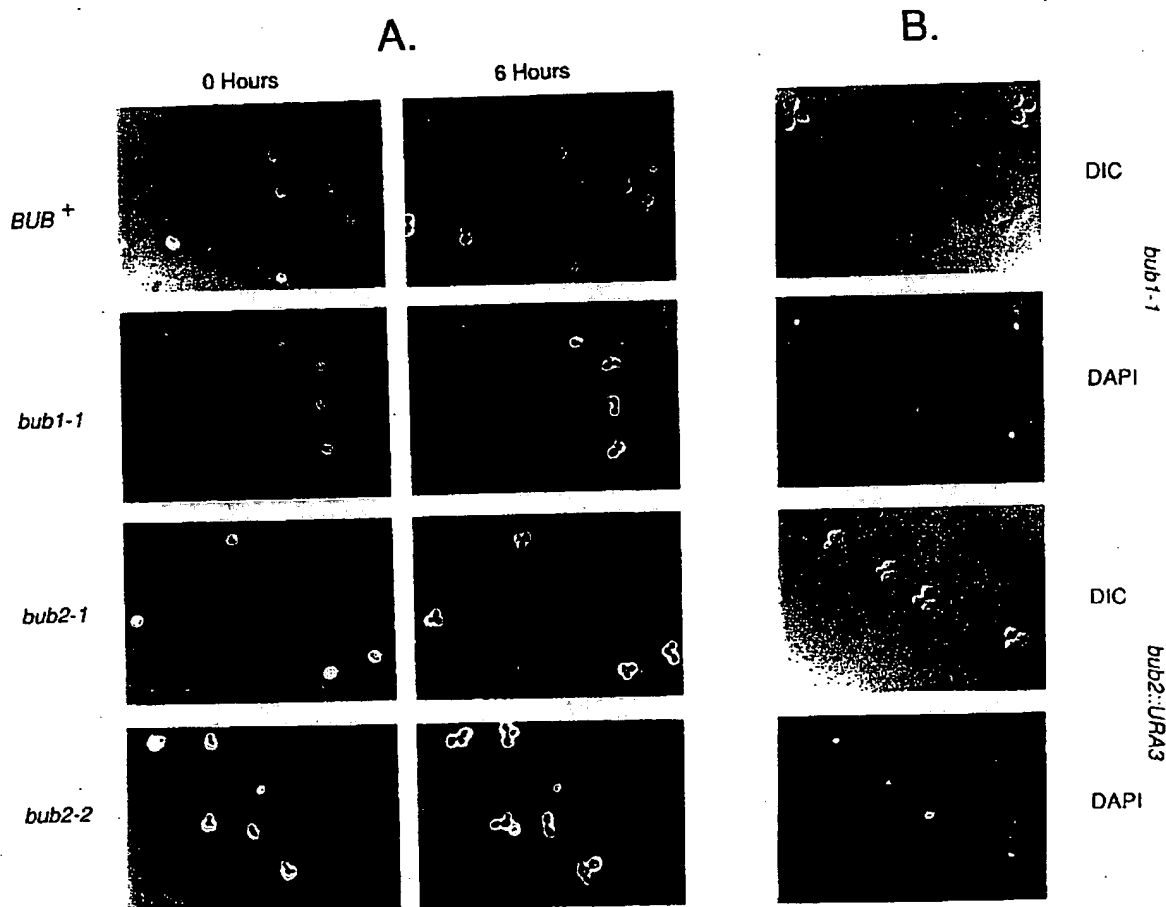 A.
B.
0 Hours
6 Hours
BUB +
bub1-1
bub2-1
bub2-2
DIC
DAPI
bub1-1
DIC
DAPI
bub2::URA3